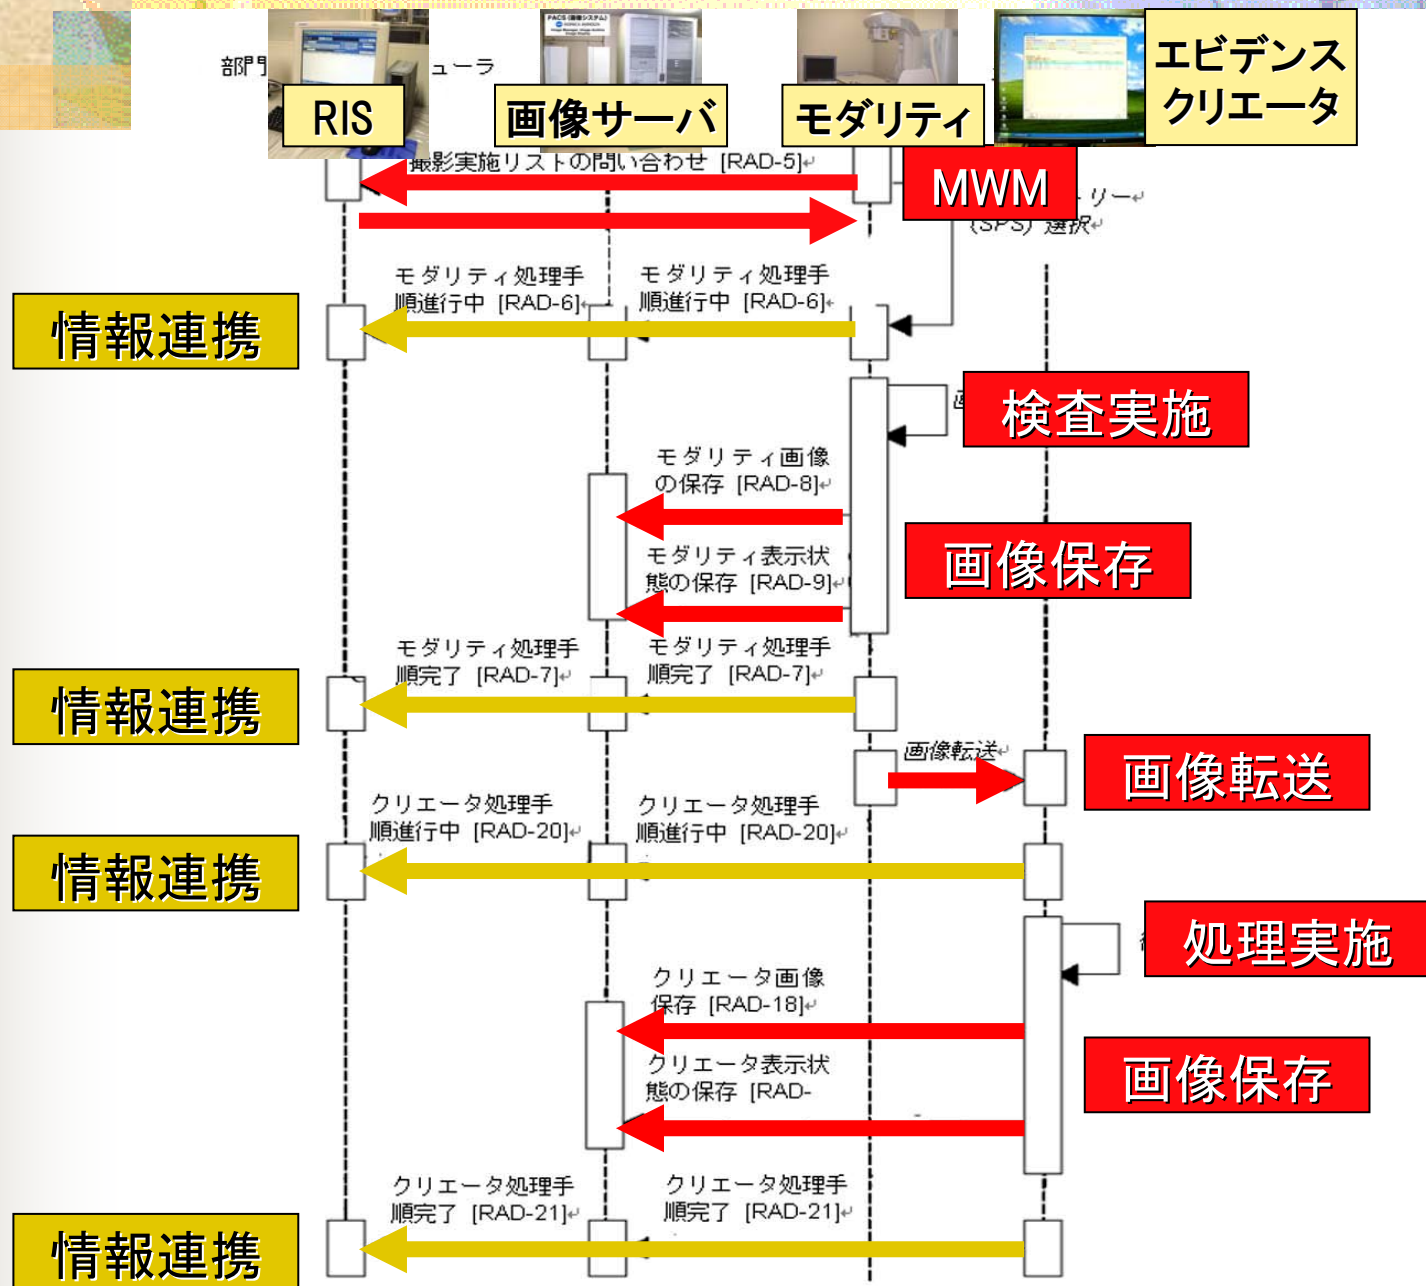 PACS (画像システム)
KONICA MINOLTA
部門
ューラ
RIS
画像サーバ
モダリティ
エビデンス
クリエータ
撮影実施リストの問い合わせ [RAD-5]
MWM
リー
(SPS) 選択
モダリティ処理手
順進行中 [RAD-6]
モダリティ処理手
順進行中 [RAD-6]
情報連携
検査実施
モダリティ画像
の保存 [RAD-8]
モダリティ表示状
態の保存 [RAD-9]
画像保存
モダリティ処理手
順完了 [RAD-7]
モダリティ処理手
順完了 [RAD-7]
情報連携
画像転送
画像転送
クリエータ処理手
順進行中 [RAD-20]
クリエータ処理手
順進行中 [RAD-20]
情報連携
処理実施
クリエータ画像
保存 [RAD-18]
クリエータ表示状
態の保存 [RAD-
画像保存
クリエータ処理手
順完了 [RAD-21]
クリエータ処理手
順完了 [RAD-21]
情報連携